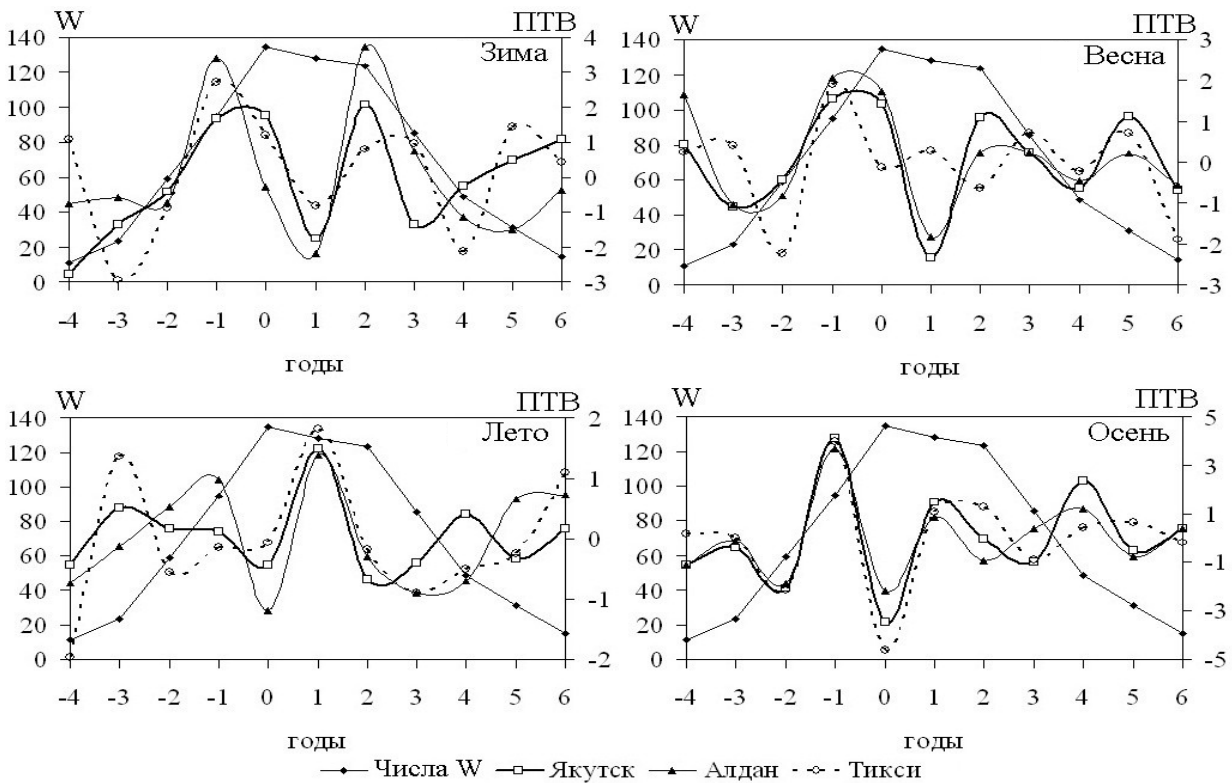 W ПТВ
Зима
140 120 100 80 60 40 20 0
4 3 2 1 0 -1 -2 -3
-4 -3 -2 -1 0 1 2 3 4 5 6
годы
W ПТВ
Весна
140 120 100 80 60 40 20 0
3 2 1 0 -1 -2 -3
-4 -3 -2 -1 0 1 2 3 4 5 6
годы
W ПТВ
Лето
140 120 100 80 60 40 20 0
2 1 0 -1 -2
-4 -3 -2 -1 0 1 2 3 4 5 6
годы
W ПТВ
Осень
140 120 100 80 60 40 20 0
5 3 1 -1 -3 -5
-4 -3 -2 -1 0 1 2 3 4 5 6
годы
Числа W Якутск Алдан Тикси